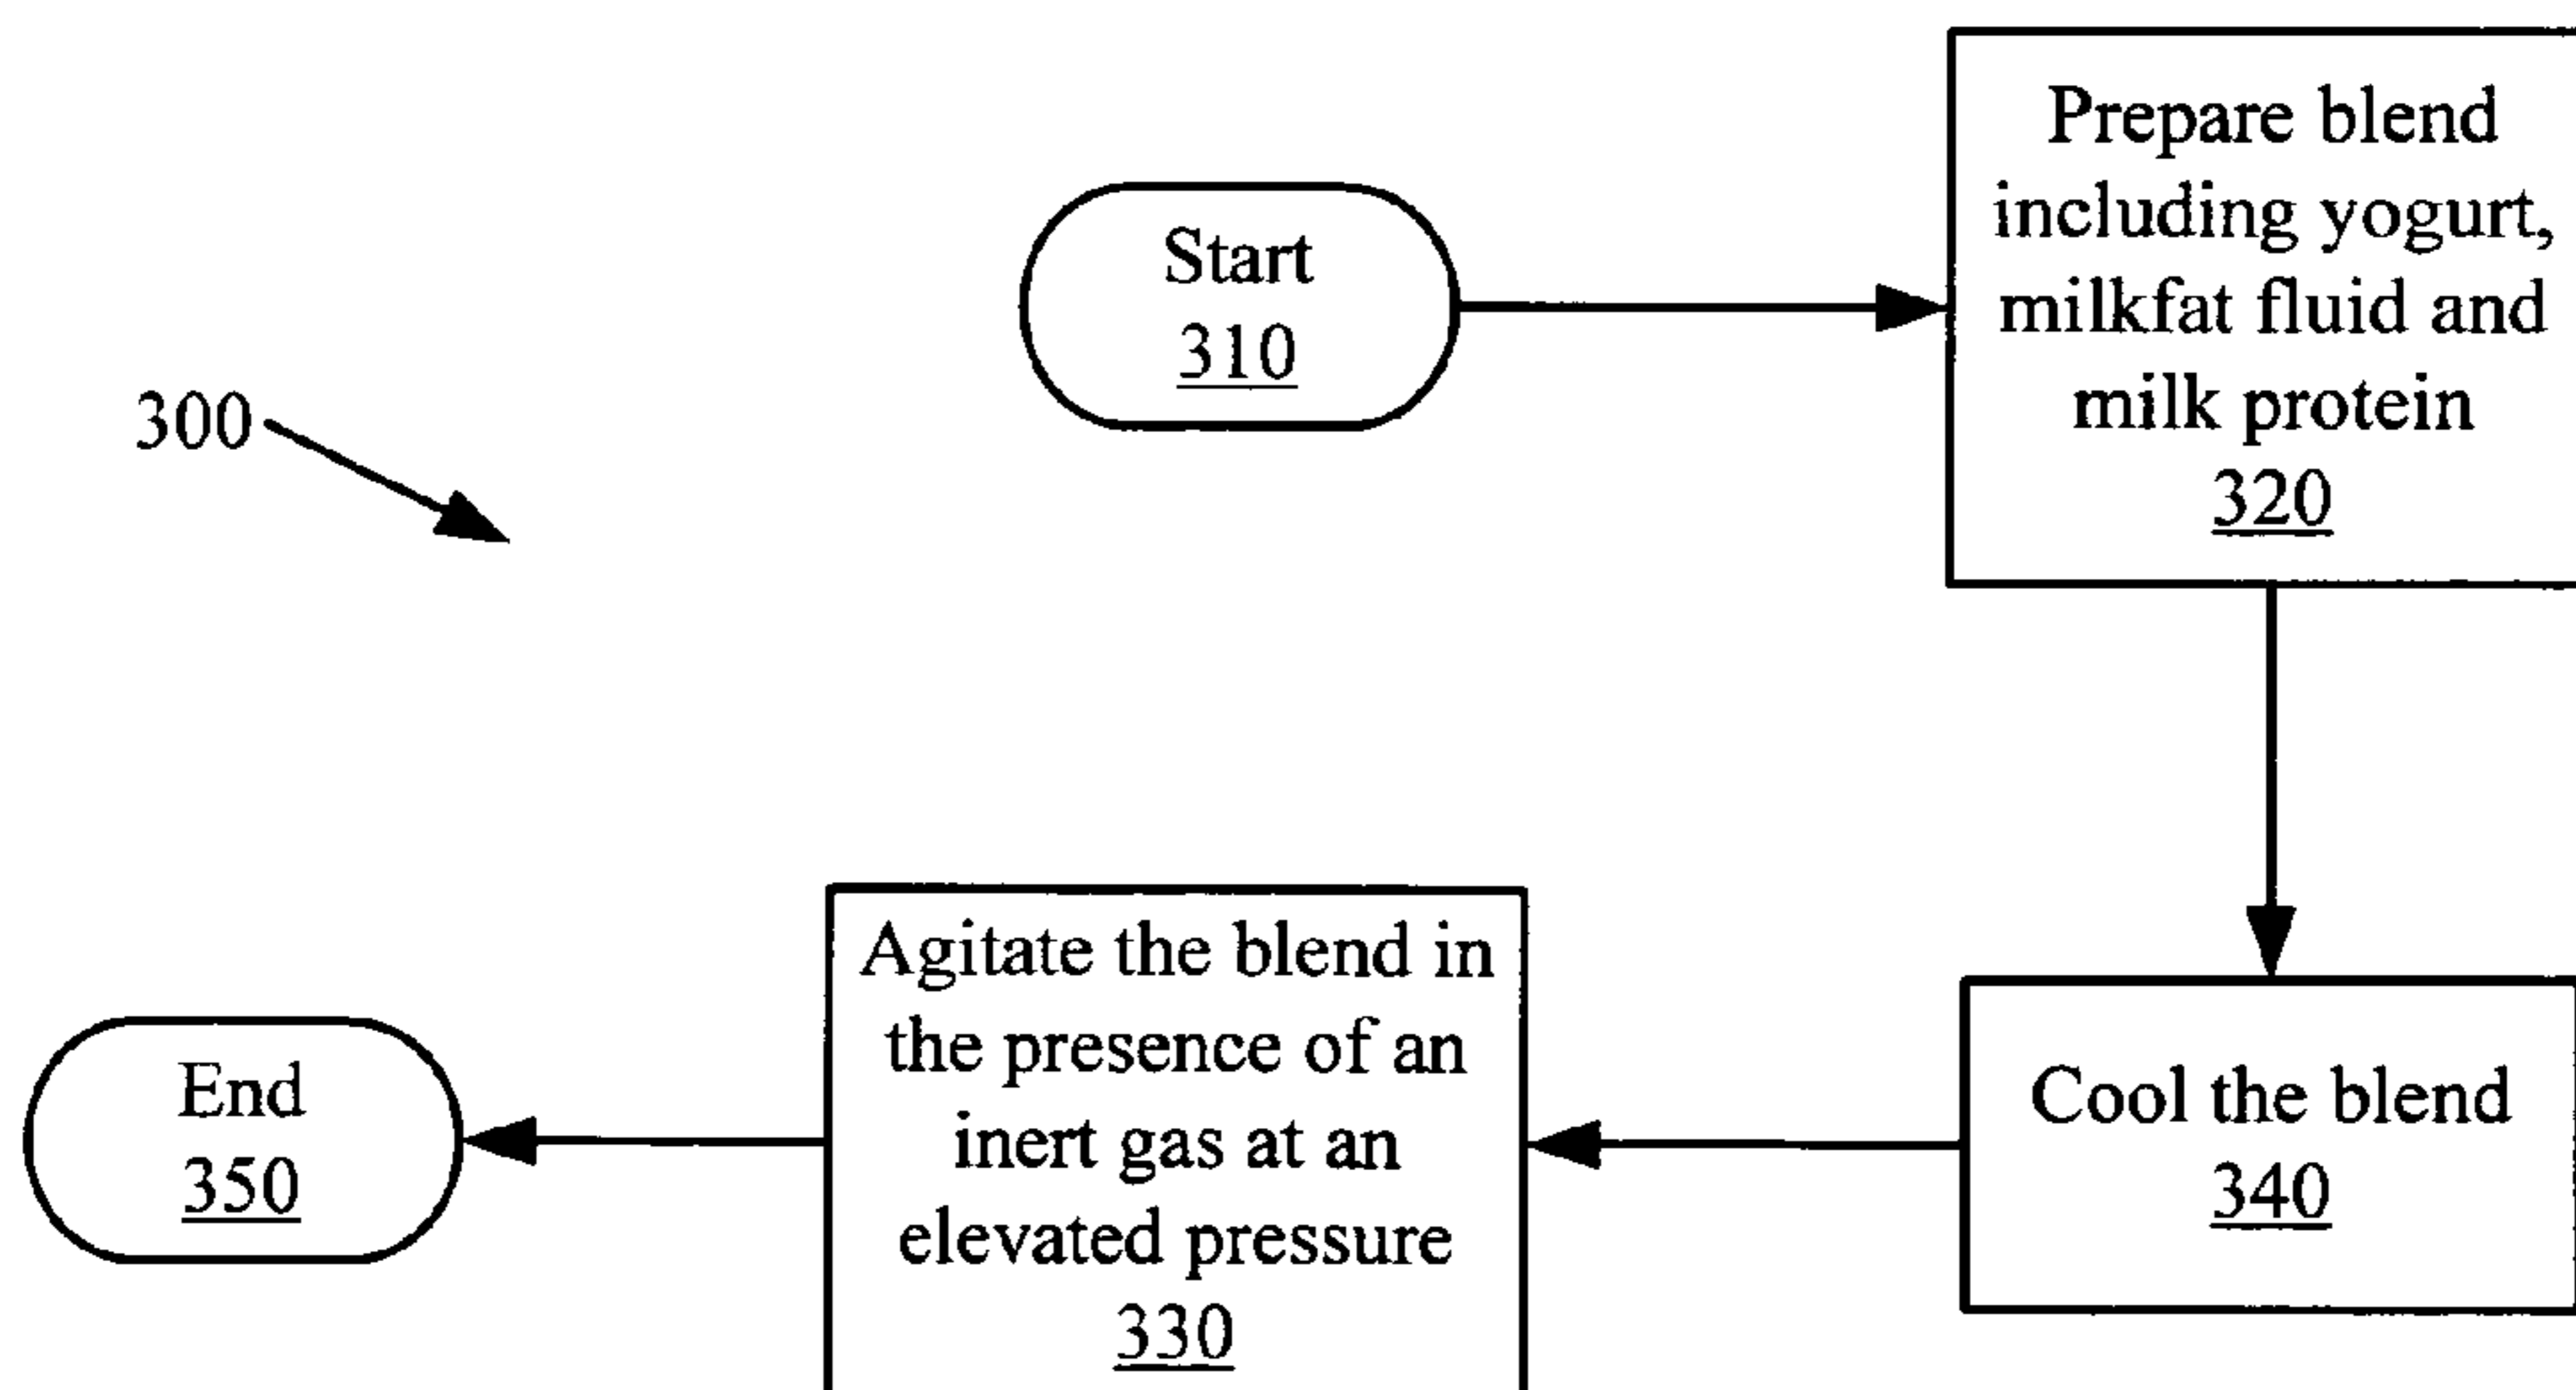 Start
310
Prepare blend
including yogurt,
milkfat fluid and
milk protein
320
300
Agitate the blend in
the presence of an
inert gas at an
elevated pressure
330
Cool the blend
340
End
350